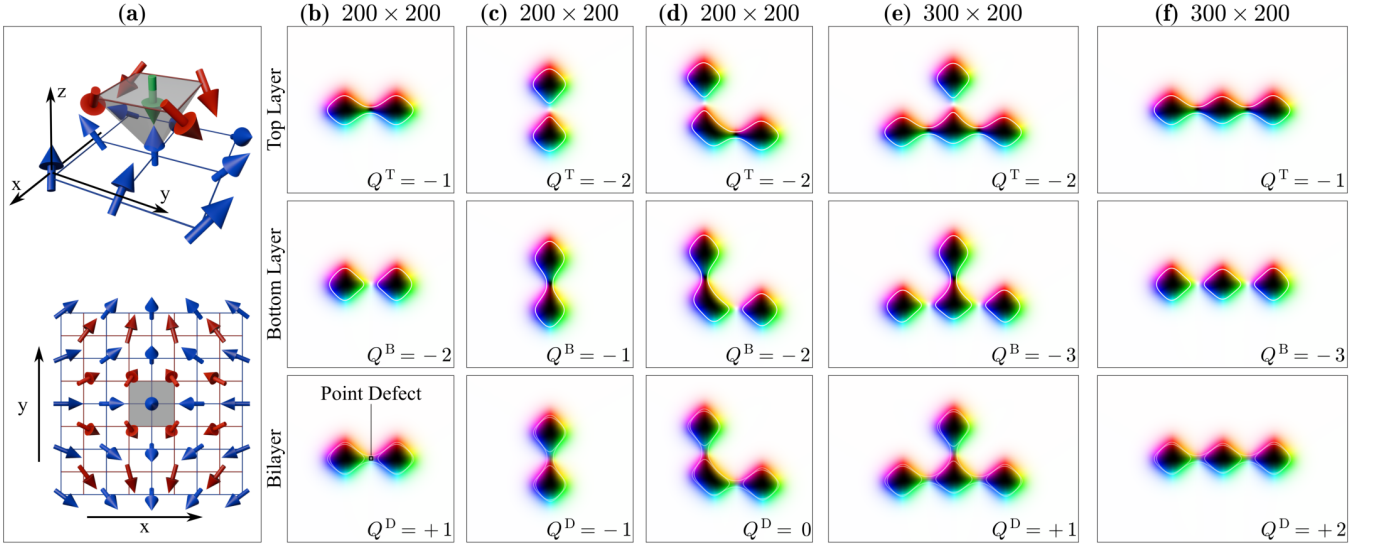 (a)
(b) 200 × 200
(c) 200 × 200
(d) 200 × 200
(e) 300 × 200
(f) 300 × 200
z
x
y
y
x
Top Layer
Q^T = −1
Q^T = −2
Q^T = −2
Q^T = −2
Q^T = −1
Bottom Layer
Q^B = −2
Q^B = −1
Q^B = −2
Q^B = −3
Q^B = −3
Bilayer
Point Defect
Q^D = +1
Q^D = −1
Q^D = 0
Q^D = +1
Q^D = +2